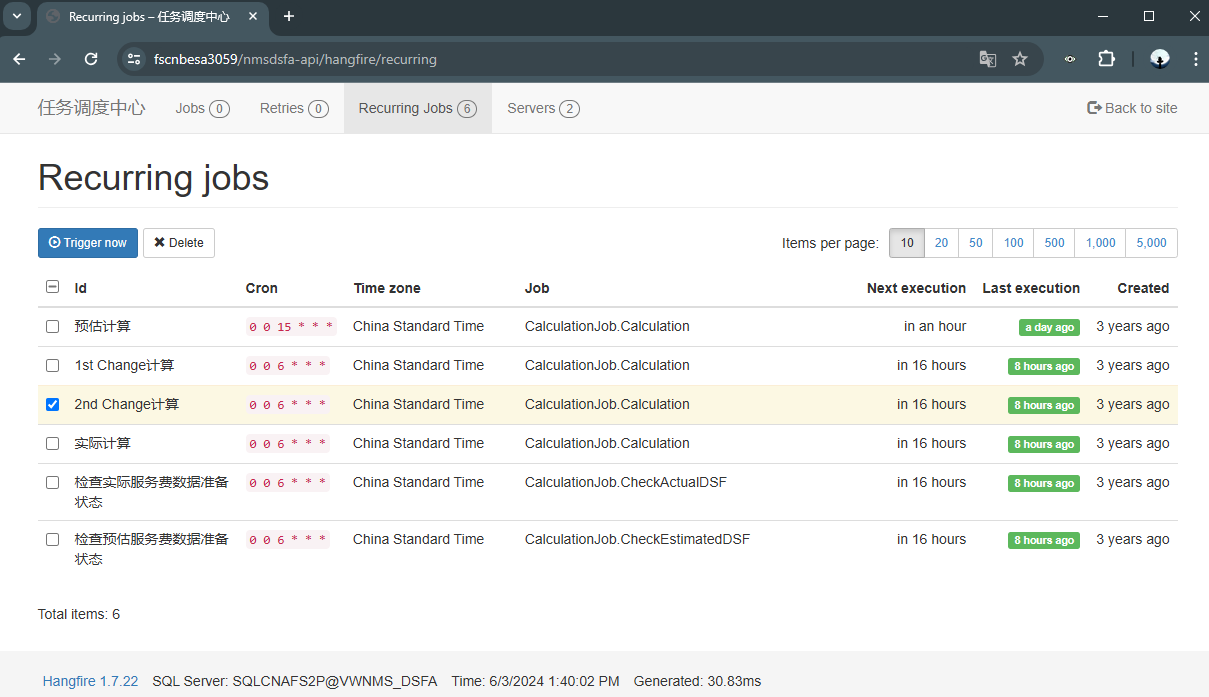 Recurring jobs – 任务调度中心
fscnbesa3059/nmsdsfa-api/hangfire/recurring
任务调度中心 Jobs 0 Retries 0 Recurring Jobs 6 Servers 2 Back to site
Recurring jobs
Trigger now Delete Items per page: 10 20 50 100 500 1,000 5,000
Id Cron Time zone Job Next execution Last execution Created
预估计算 0 0 15 * * * China Standard Time CalculationJob.Calculation in an hour a day ago 3 years ago
1st Change计算 0 0 6 * * * China Standard Time CalculationJob.Calculation in 16 hours 8 hours ago 3 years ago
2nd Change计算 0 0 6 * * * China Standard Time CalculationJob.Calculation in 16 hours 8 hours ago 3 years ago
实际计算 0 0 6 * * * China Standard Time CalculationJob.Calculation in 16 hours 8 hours ago 3 years ago
检查实际服务费数据准备 0 0 6 * * * China Standard Time CalculationJob.CheckActualDSF in 16 hours 8 hours ago 3 years ago
状态
检查预估服务费数据准备 0 0 6 * * * China Standard Time CalculationJob.CheckEstimatedDSF in 16 hours 8 hours ago 3 years ago
状态
Total items: 6
Hangfire 1.7.22 SQL Server: SQLCNAFS2P@VWNMS_DSFA Time: 6/3/2024 1:40:02 PM Generated: 30.83ms